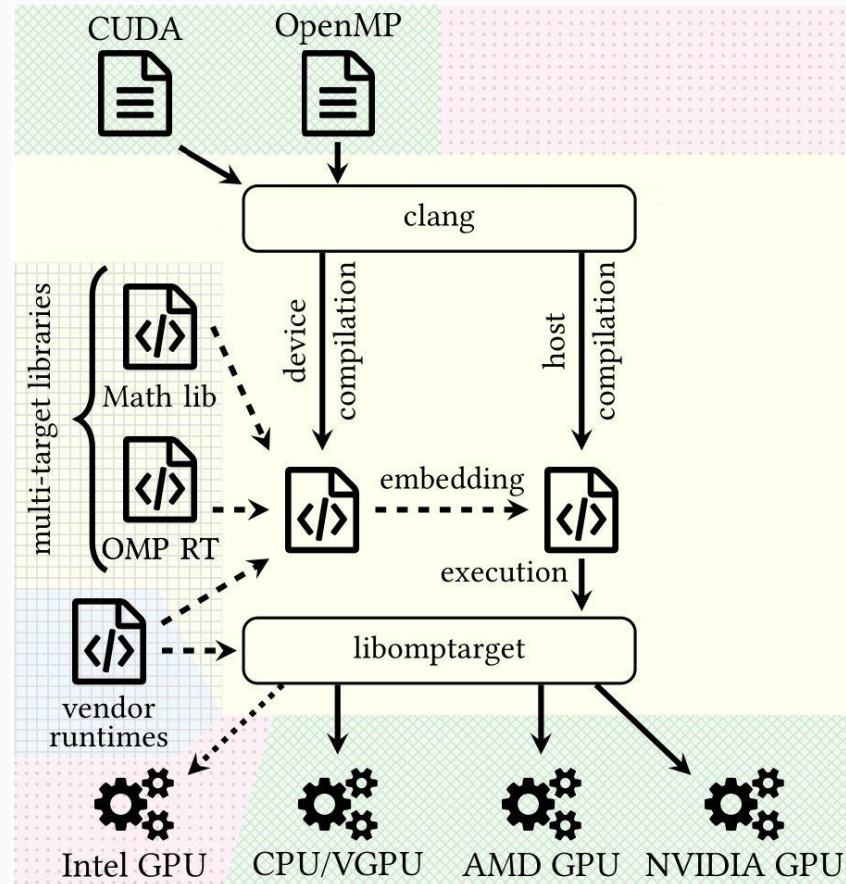 CUDA
OpenMP
clang
multi-target libraries
Math lib
OMP RT
device
compilation
host
compilation
embedding
execution
vendor
runtimes
libomptarget
Intel GPU
CPU/VGPU
AMD GPU
NVIDIA GPU